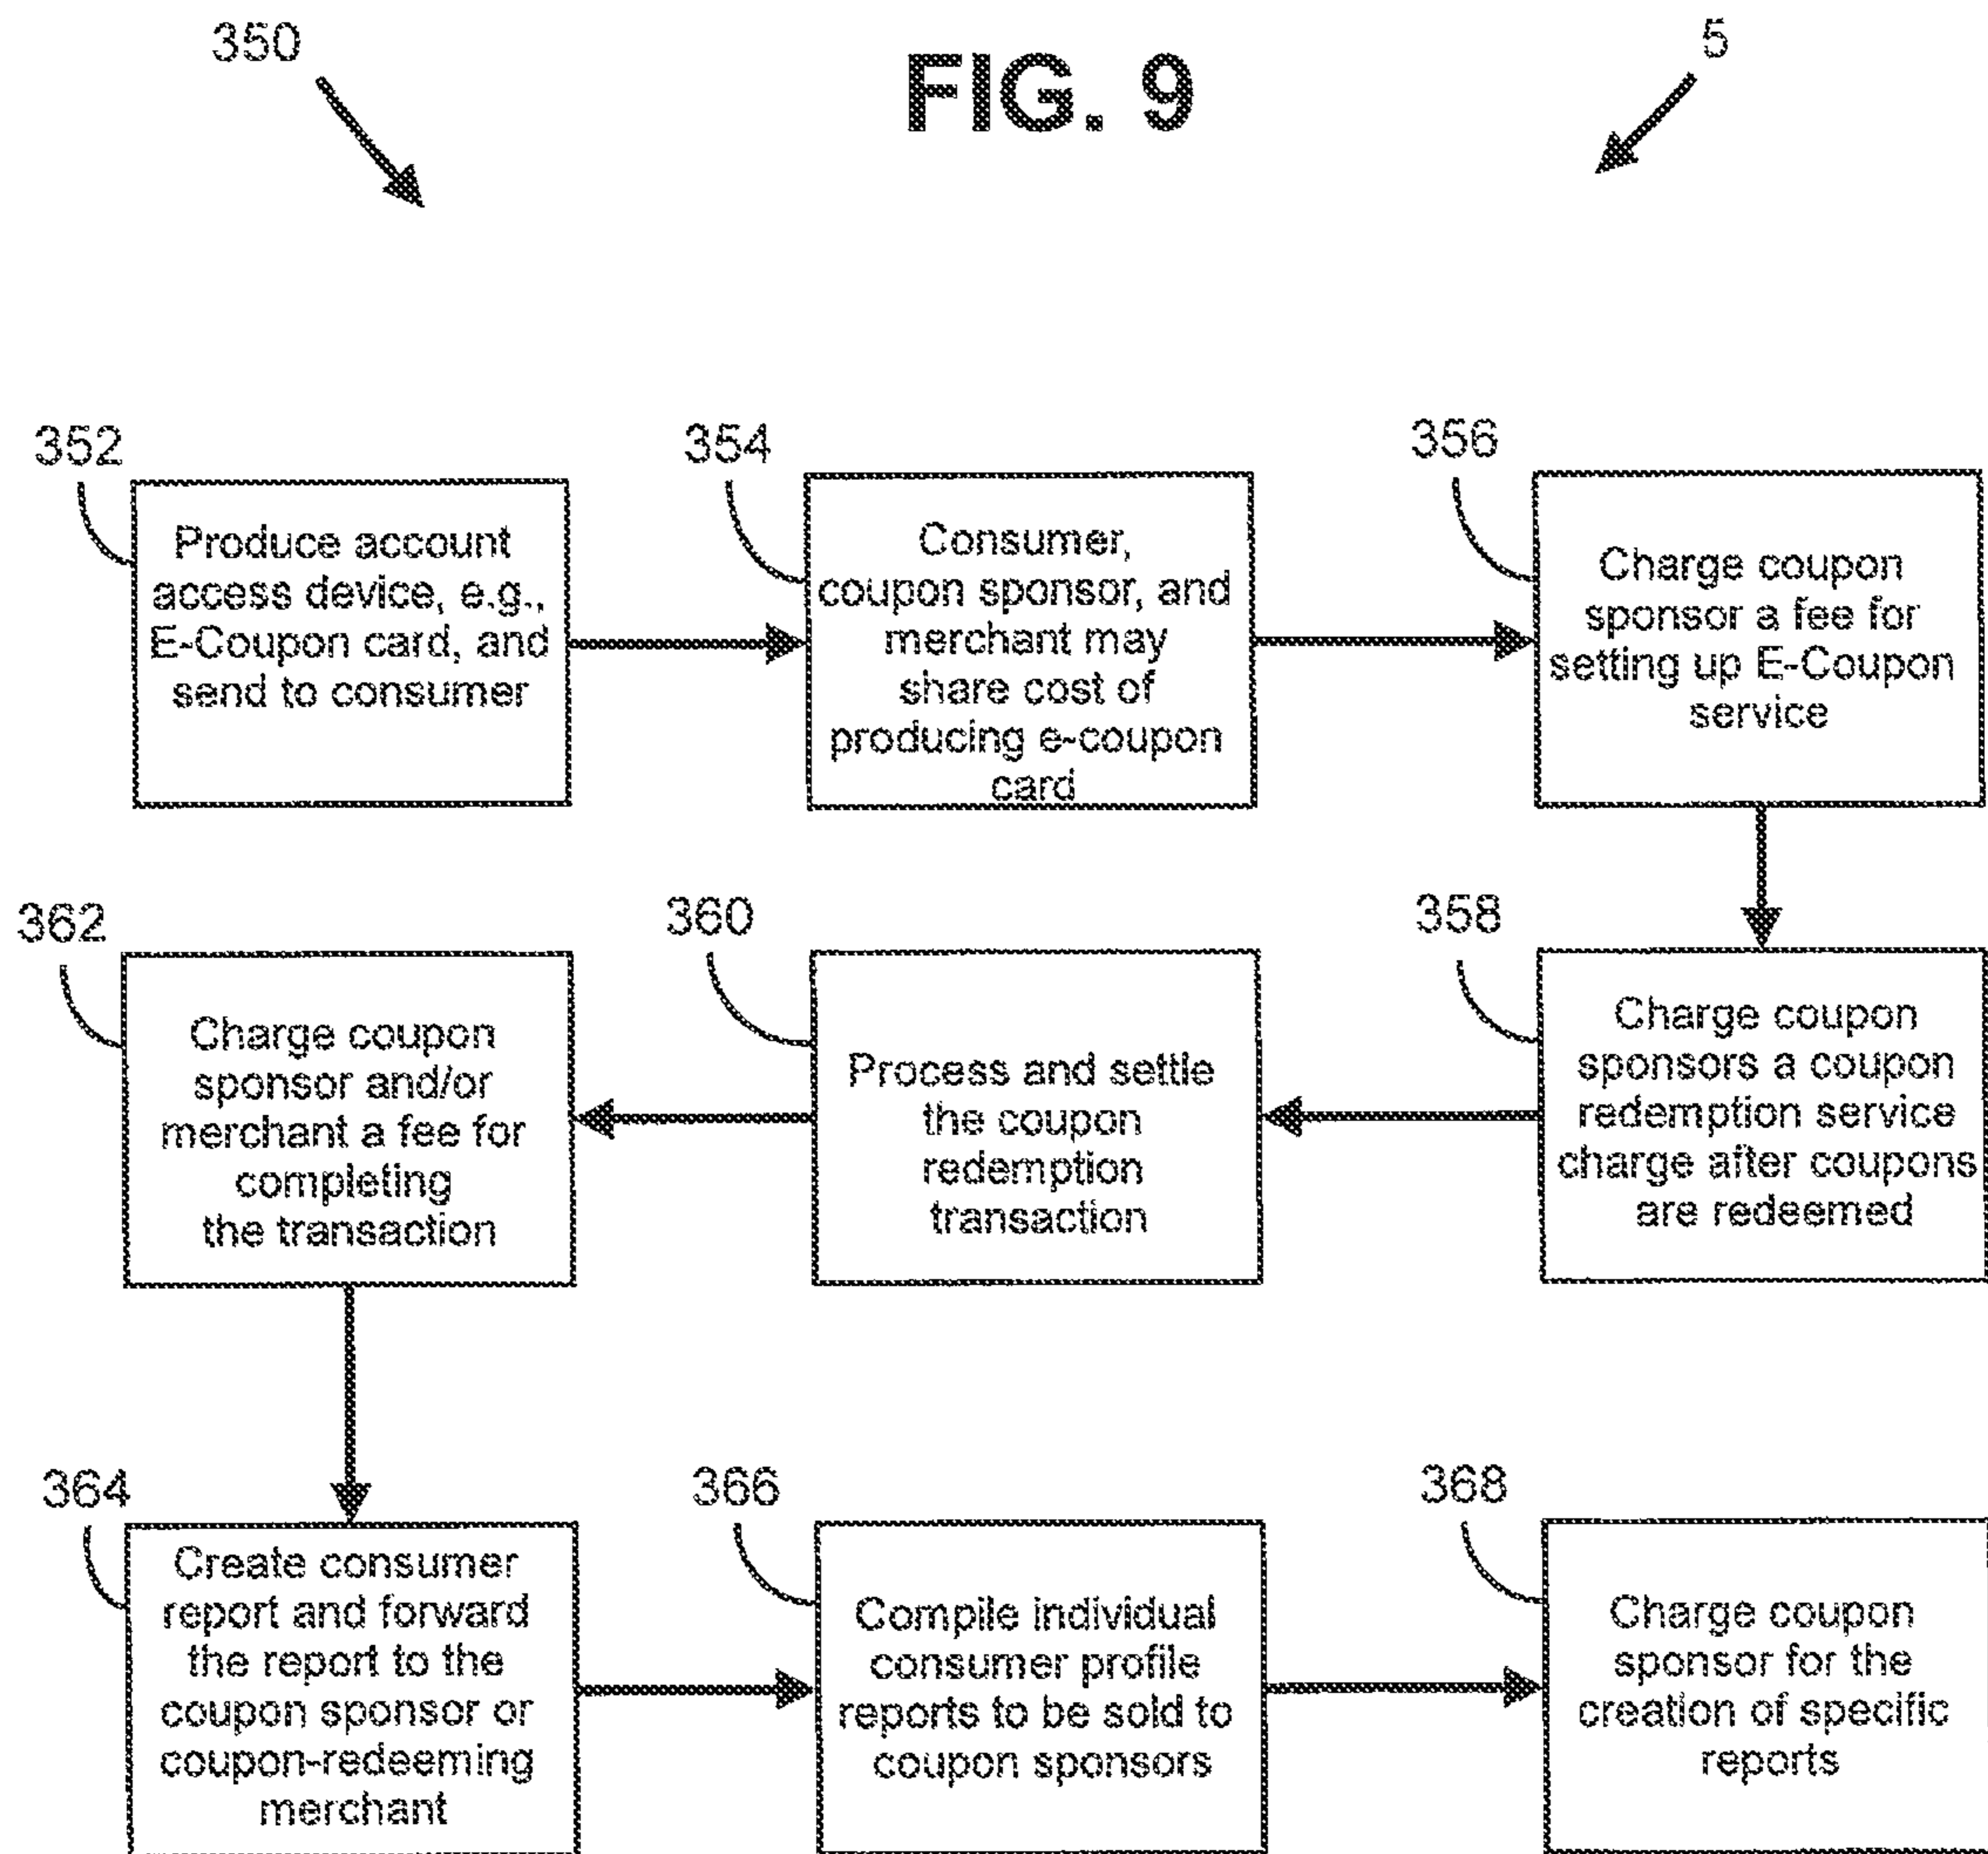 350
FIG. 9
5
352
Produce account
access device, e.g.,
E-Coupon card, and
send to consumer
354
Consumer,
coupon sponsor, and
merchant may
share cost of
producing e-coupon
card
356
Charge coupon
sponsor a fee for
setting up E-Coupon
service
362
Charge coupon
sponsor and/or
merchant a fee for
completing
the transaction
360
Process and settle
the coupon
redemption
transaction
358
Charge coupon
sponsors a coupon
redemption service
charge after coupons
are redeemed
364
Create consumer
report and forward
the report to the
coupon sponsor or
coupon-redeeming
merchant
366
Compile individual
consumer profile
reports to be sold to
coupon sponsors
368
Charge coupon
sponsor for the
creation of specific
reports